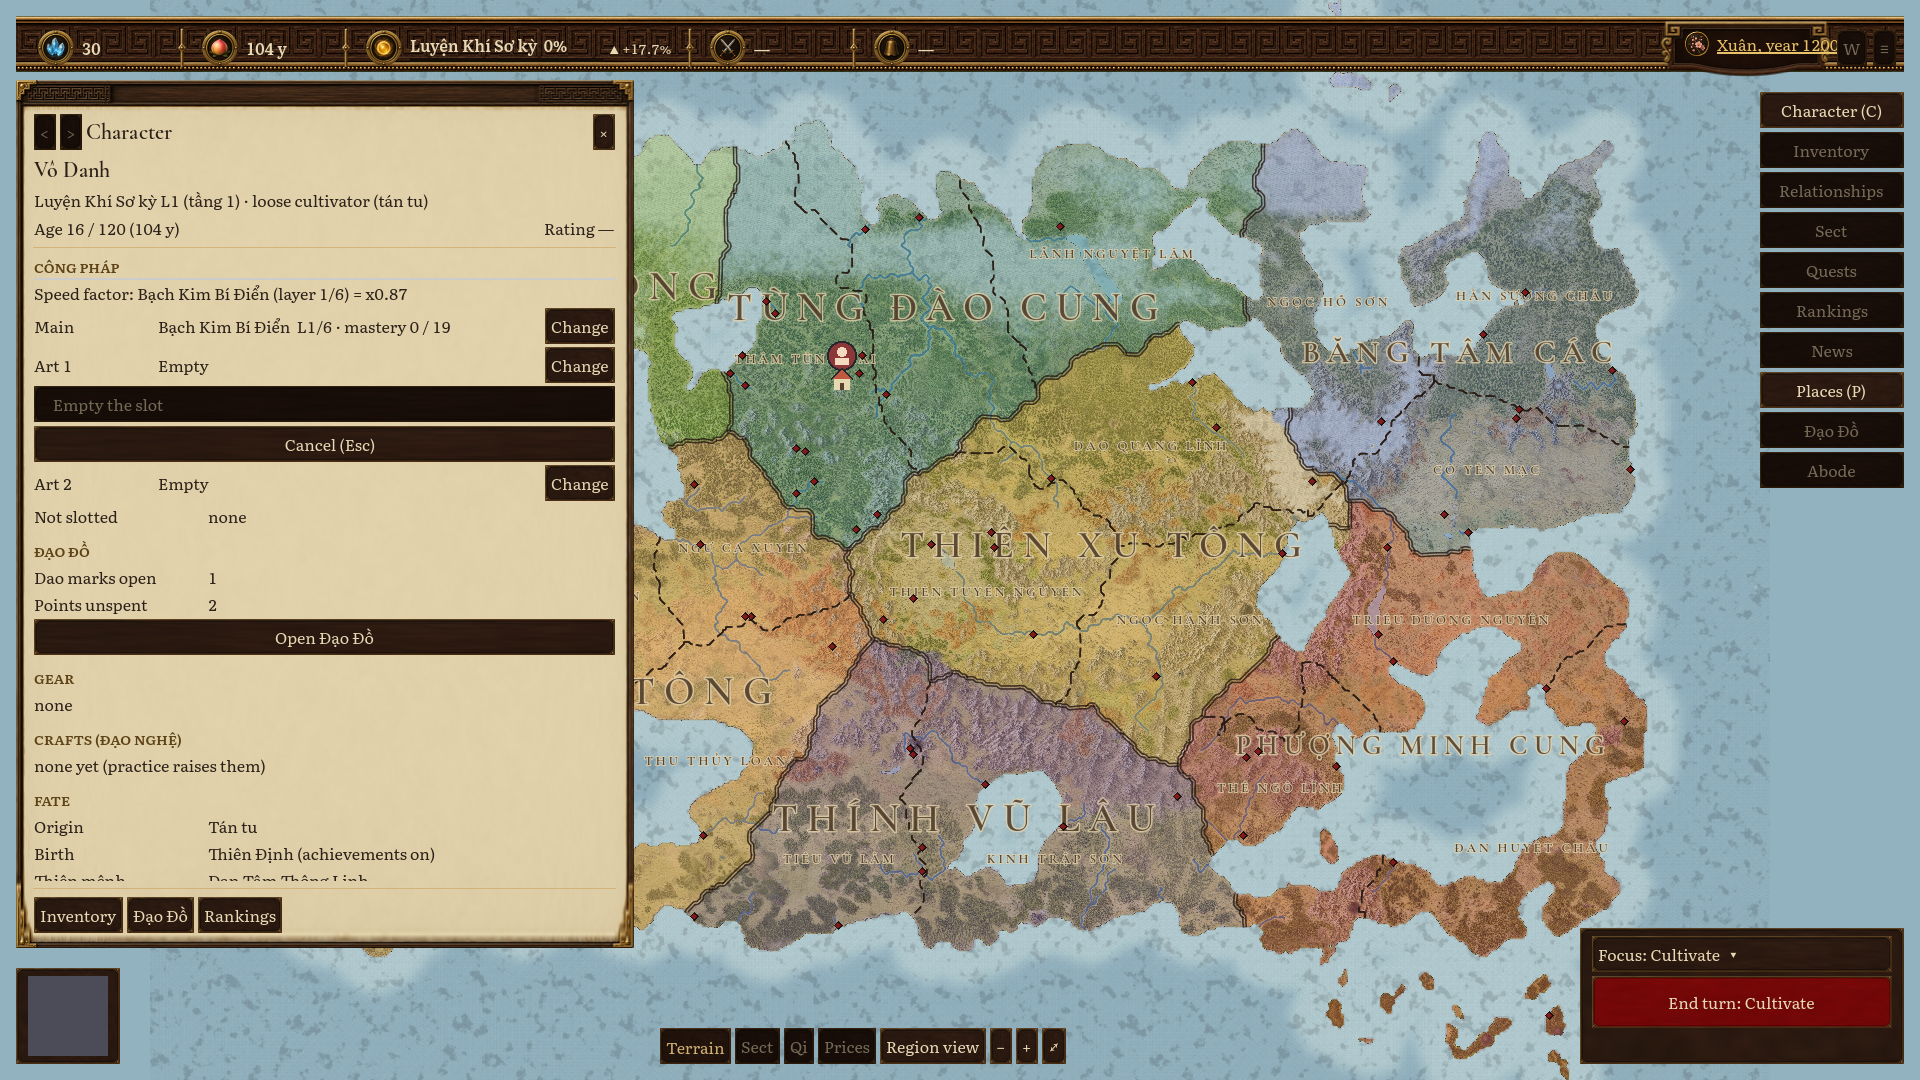 30
104 y
Luyện Khí Sơ kỳ 0%
▲ +17.7%
—
—
Xuân, year 1200
W
≡
< > Character ×
Vô Danh
Luyện Khí Sơ kỳ L1 (tầng 1) · loose cultivator (tán tu)
Age 16 / 120 (104 y) Rating —
CÔNG PHÁP
Speed factor: Bạch Kim Bí Điển (layer 1/6) = x0.87
Main Bạch Kim Bí Điển L1/6 · mastery 0 / 19 Change
Art 1 Empty Change
Empty the slot
Cancel (Esc)
Art 2 Empty Change
Not slotted none
ĐẠO ĐỒ
Dao marks open 1
Points unspent 2
Open Đạo Đồ
GEAR
none
CRAFTS (ĐẠO NGHỆ)
none yet (practice raises them)
FATE
Origin Tán tu
Birth Thiên Định (achievements on)
Inventory Đạo Đồ Rankings
Character (C)
Inventory
Relationships
Sect
Quests
Rankings
News
Places (P)
Đạo Đồ
Abode
LÃNH NGUYỆT LÂM
TÙNG ĐÀO CUNG
NGỌC HỒ SƠN
HÀN SƯƠNG CHÂU
BĂNG TÂM CÁC
DAO QUANG LĨNH
CÔ YÊN MẠC
THIÊN XU TÔNG
THIÊN TUYỀN NGUYÊN
NGỌC HÀNH SƠN
TRIÊU DƯƠNG NGUYÊN
TÔNG
PHƯỢNG MINH CUNG
THU THỦY LOAN
THÊ NGÔ LĨNH
THÍNH VŨ LÂU
TIÊU VŨ LÂM
KINH TRẬP SƠN
ĐAN HUYỆT CHÂU
Focus: Cultivate ▾
End turn: Cultivate
Terrain Sect Qi Prices Region view − + ⤢